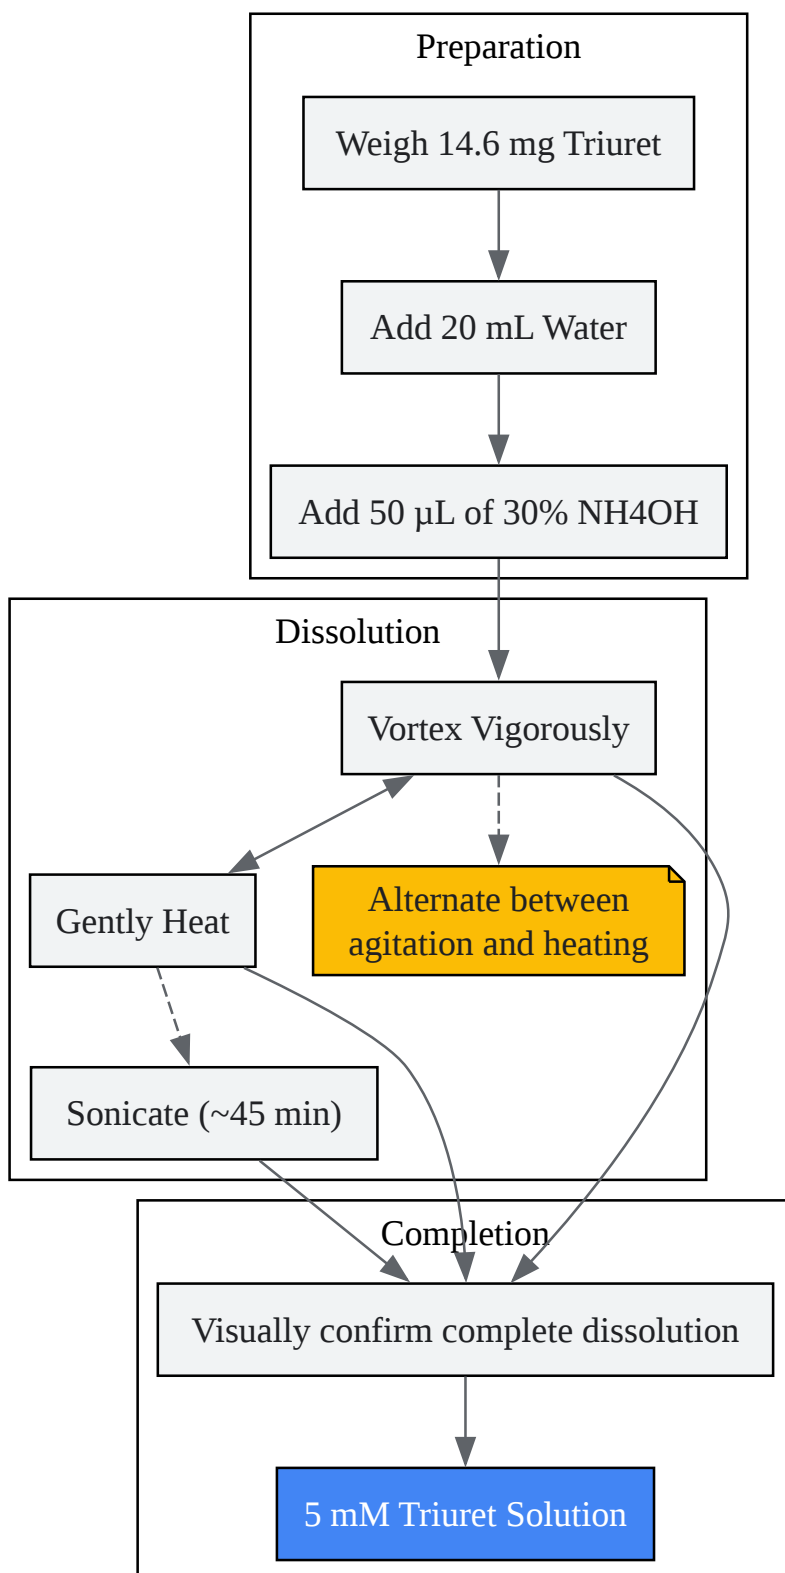 Preparation
Weigh 14.6 mg Triuret
Add 20 mL Water
Add 50 µL of 30% NH4OH
Dissolution
Vortex Vigorously
Gently Heat
Alternate between
agitation and heating
Sonicate (~45 min)
Completion
Visually confirm complete dissolution
5 mM Triuret Solution